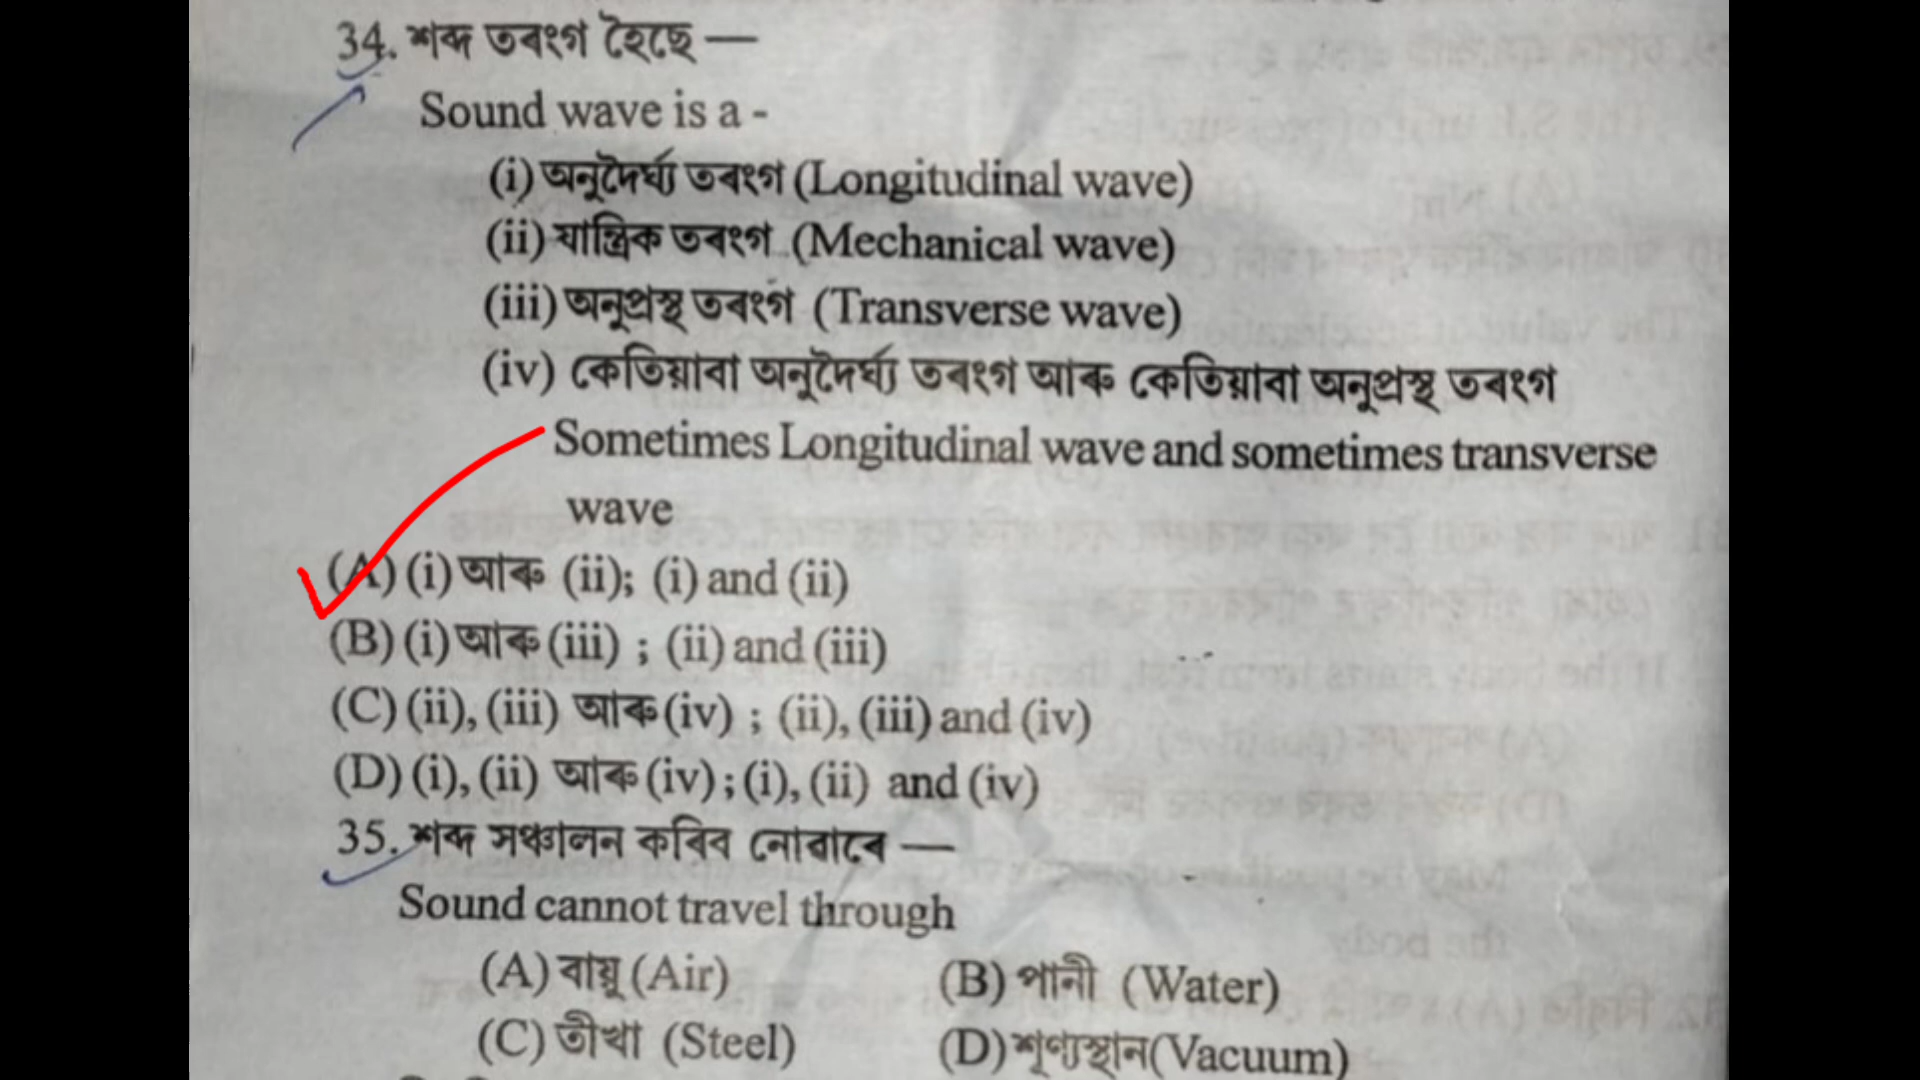 34. শব্দ তৰংগ হৈছে —
Sound wave is a -
(i) অনুদৈৰ্ঘ্য তৰংগ (Longitudinal wave)
(ii) যান্ত্ৰিক তৰংগ (Mechanical wave)
(iii) অনুপ্ৰস্থ তৰংগ (Transverse wave)
(iv) কেতিয়াবা অনুদৈৰ্ঘ্য তৰংগ আৰু কেতিয়াবা অনুপ্ৰস্থ তৰংগ
Sometimes Longitudinal wave and sometimes transverse
wave
(A) (i) আৰু (ii); (i) and (ii)
(B) (i) আৰু (iii) ; (ii) and (iii)
(C) (ii), (iii) আৰু (iv) ; (ii), (iii) and (iv)
(D) (i), (ii) আৰু (iv) ; (i), (ii) and (iv)
35. শব্দ সঞ্চালন কৰিব নোৱাৰে —
Sound cannot travel through
(A) বায়ু (Air) (B) পানী (Water)
(C) তীখা (Steel) (D) শূণ্যস্থান (Vacuum)